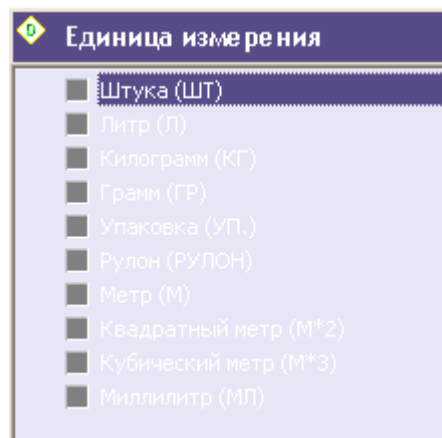 D
Единица измерения
Штука (ШТ)
Литр (Л)
Килограмм (КГ)
Грамм (ГР)
Упаковка (УП.)
Рулон (РУЛОН)
Метр (М)
Квадратный метр (М*2)
Кубический метр (М*3)
Миллилитр (МЛ)